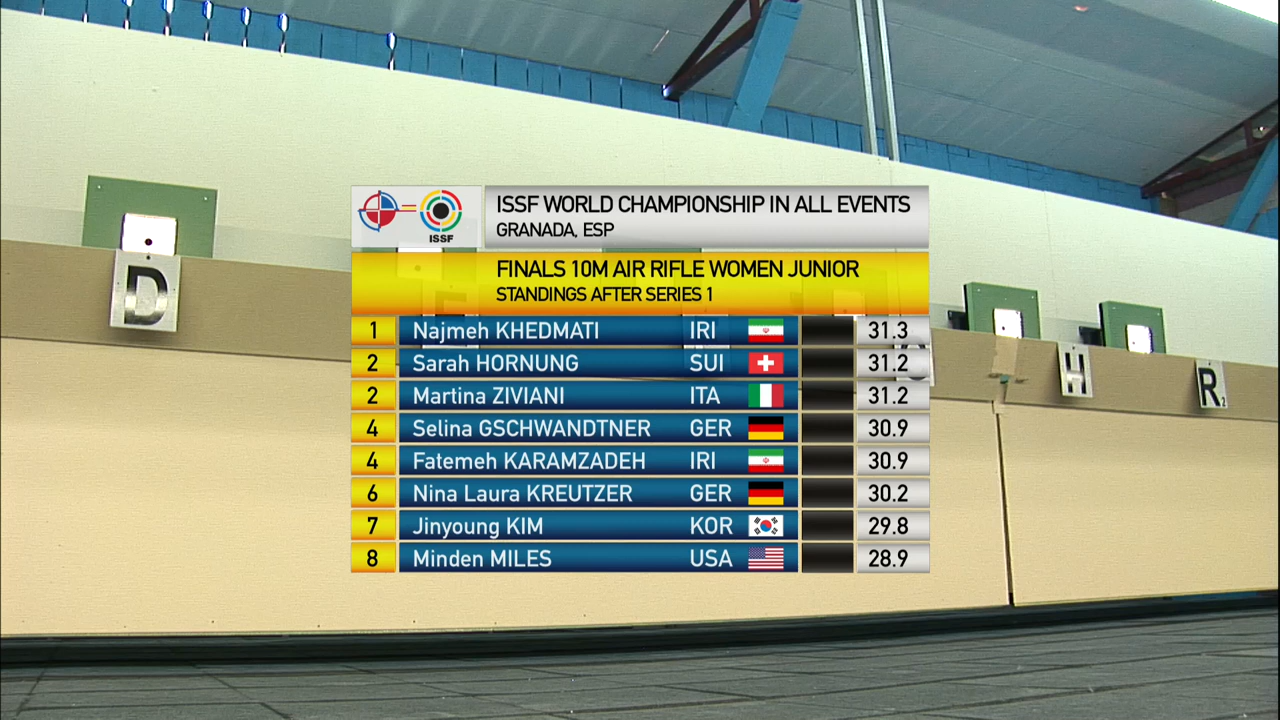 ISSF WORLD CHAMPIONSHIP IN ALL EVENTS
GRANADA, ESP
ISSF
FINALS 10M AIR RIFLE WOMEN JUNIOR
STANDINGS AFTER SERIES 1
1 Najmeh KHEDMATI IRI 31.3
2 Sarah HORNUNG SUI 31.2
2 Martina ZIVIANI ITA 31.2
4 Selina GSCHWANDTNER GER 30.9
4 Fatemeh KARAMZADEH IRI 30.9
6 Nina Laura KREUTZER GER 30.2
7 Jinyoung KIM KOR 29.8
8 Minden MILES USA 28.9
D
H
R2